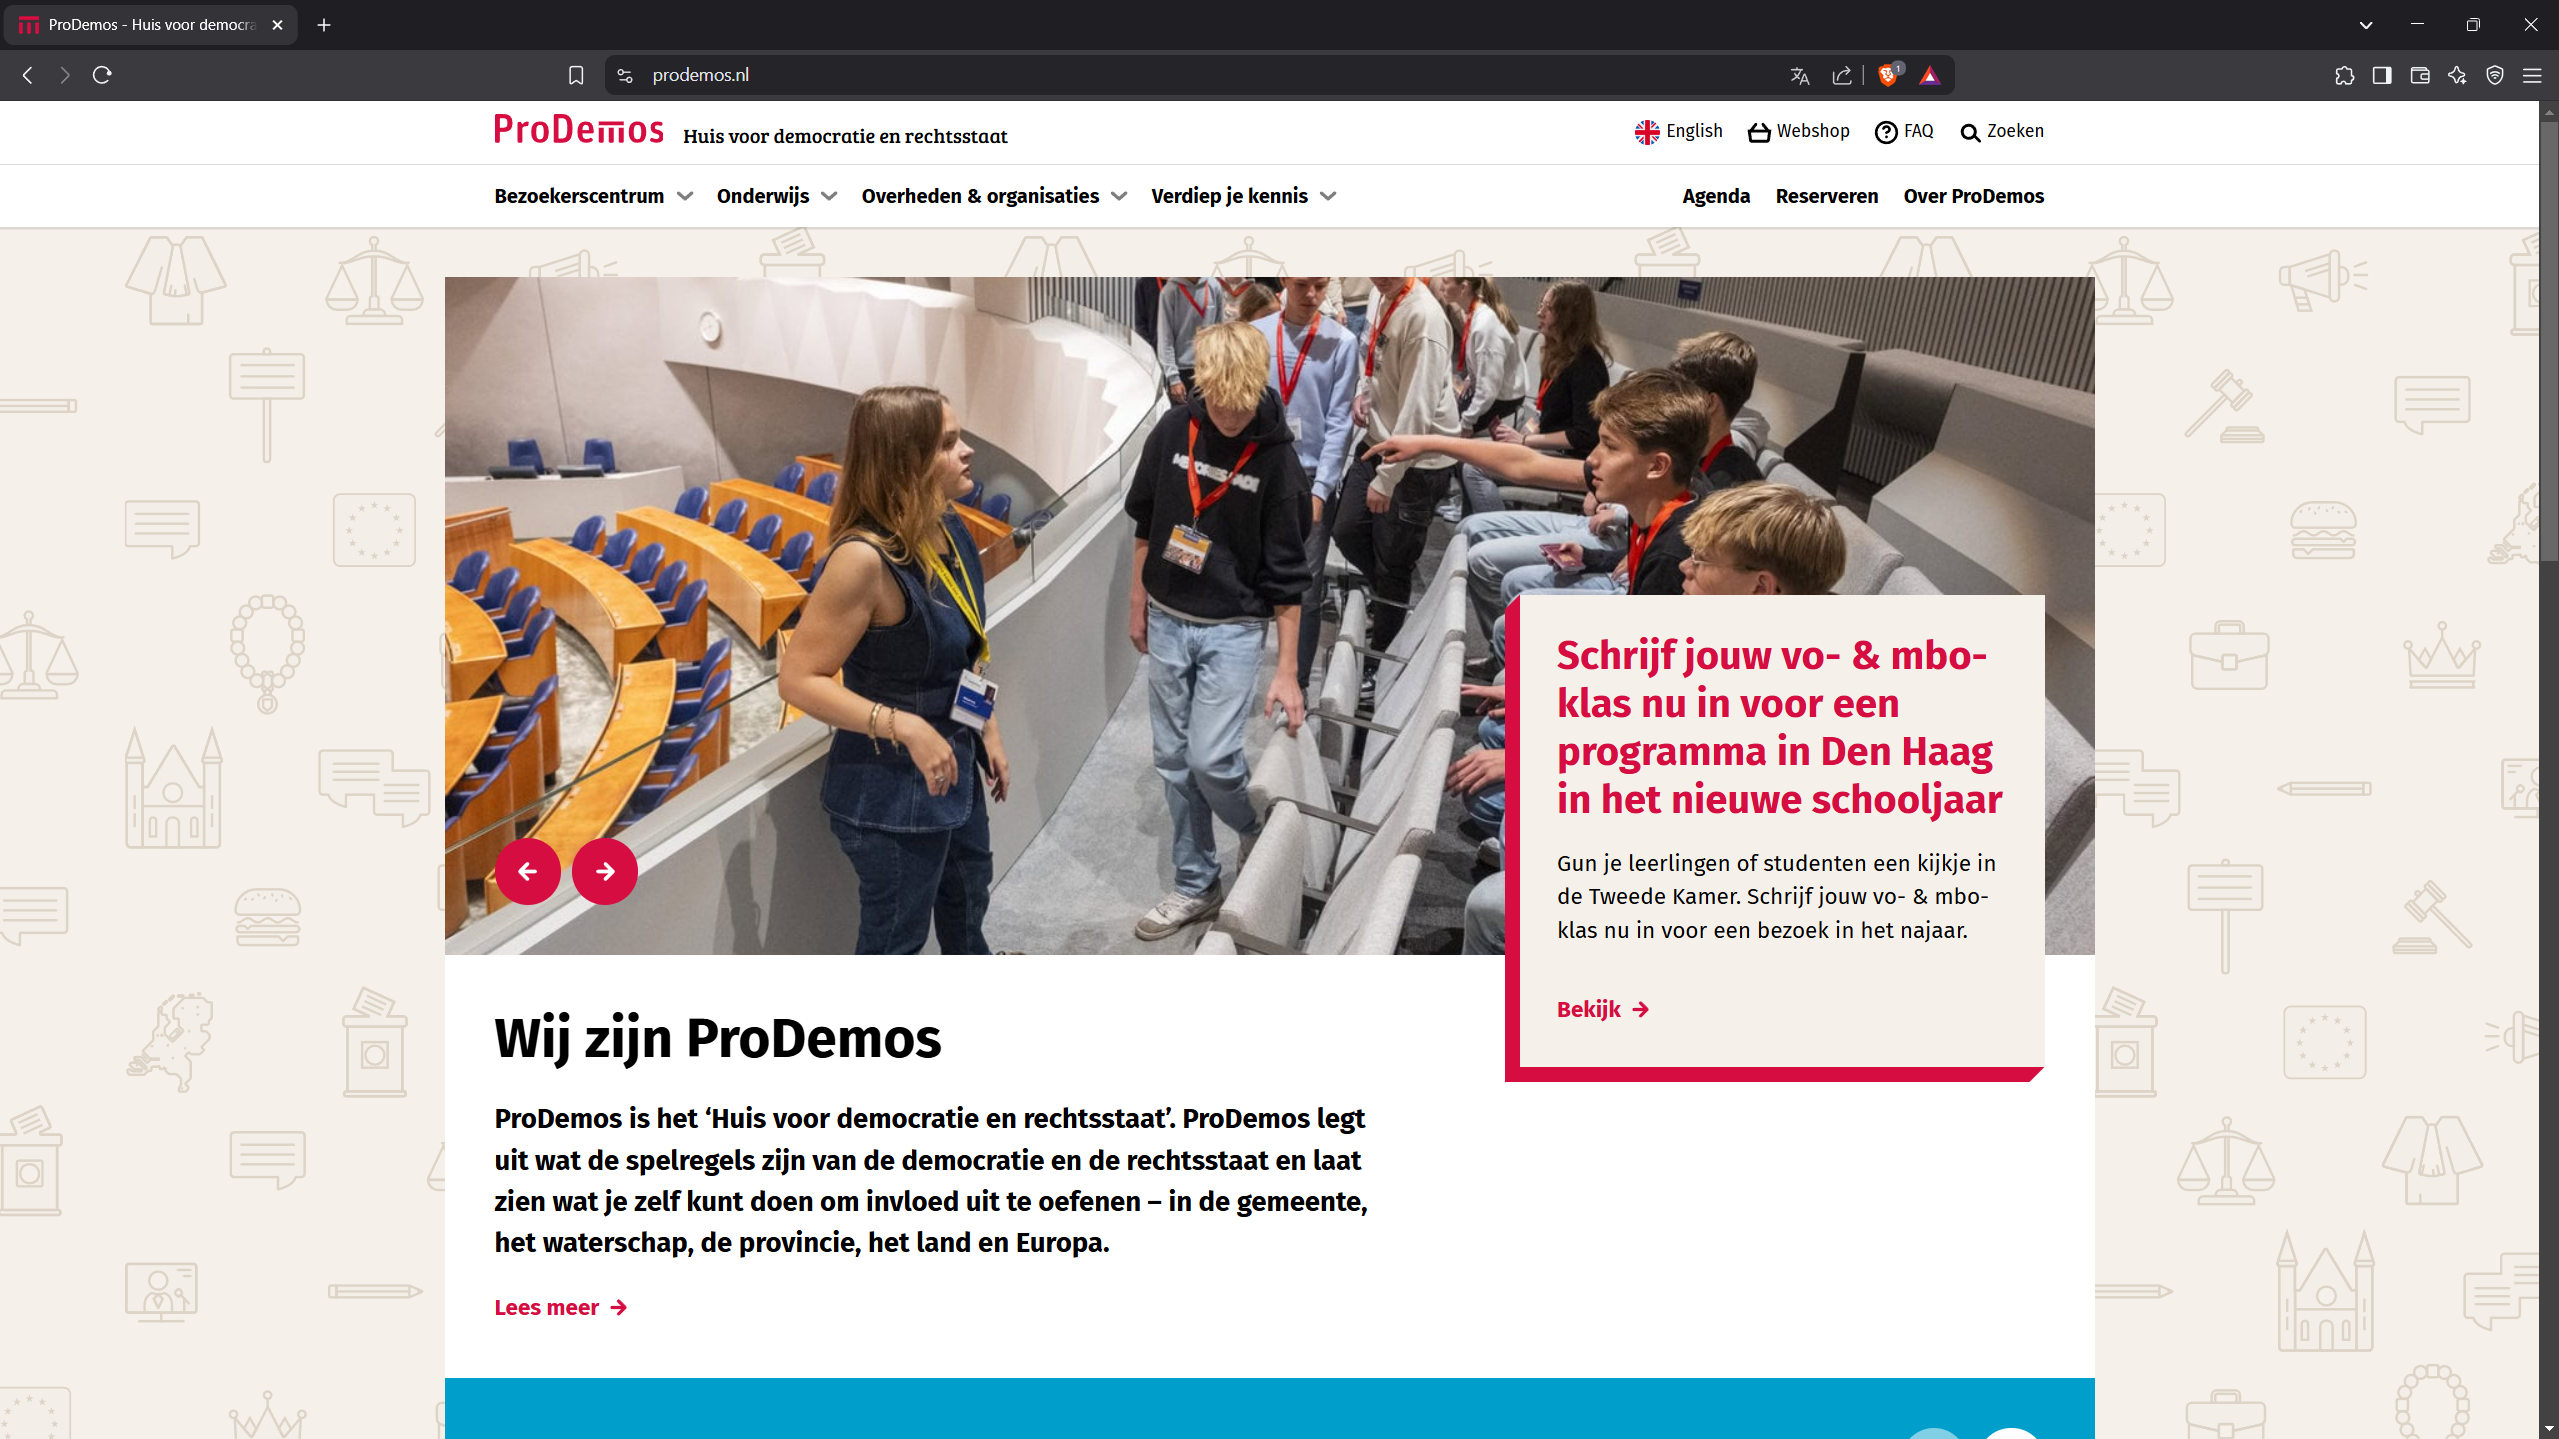 ProDemos - Huis voor democra
prodemos.nl
1
ProDemos Huis voor democratie en rechtsstaat
English Webshop FAQ Zoeken
Bezoekerscentrum Onderwijs Overheden & organisaties Verdiep je kennis
Agenda Reserveren Over ProDemos
Schrijf jouw vo- & mbo-
klas nu in voor een
programma in Den Haag
in het nieuwe schooljaar
Gun je leerlingen of studenten een kijkje in
de Tweede Kamer. Schrijf jouw vo- & mbo-
klas nu in voor een bezoek in het najaar.
Bekijk
Wij zijn ProDemos
ProDemos is het ‘Huis voor democratie en rechtsstaat’. ProDemos legt
uit wat de spelregels zijn van de democratie en de rechtsstaat en laat
zien wat je zelf kunt doen om invloed uit te oefenen – in de gemeente,
het waterschap, de provincie, het land en Europa.
Lees meer